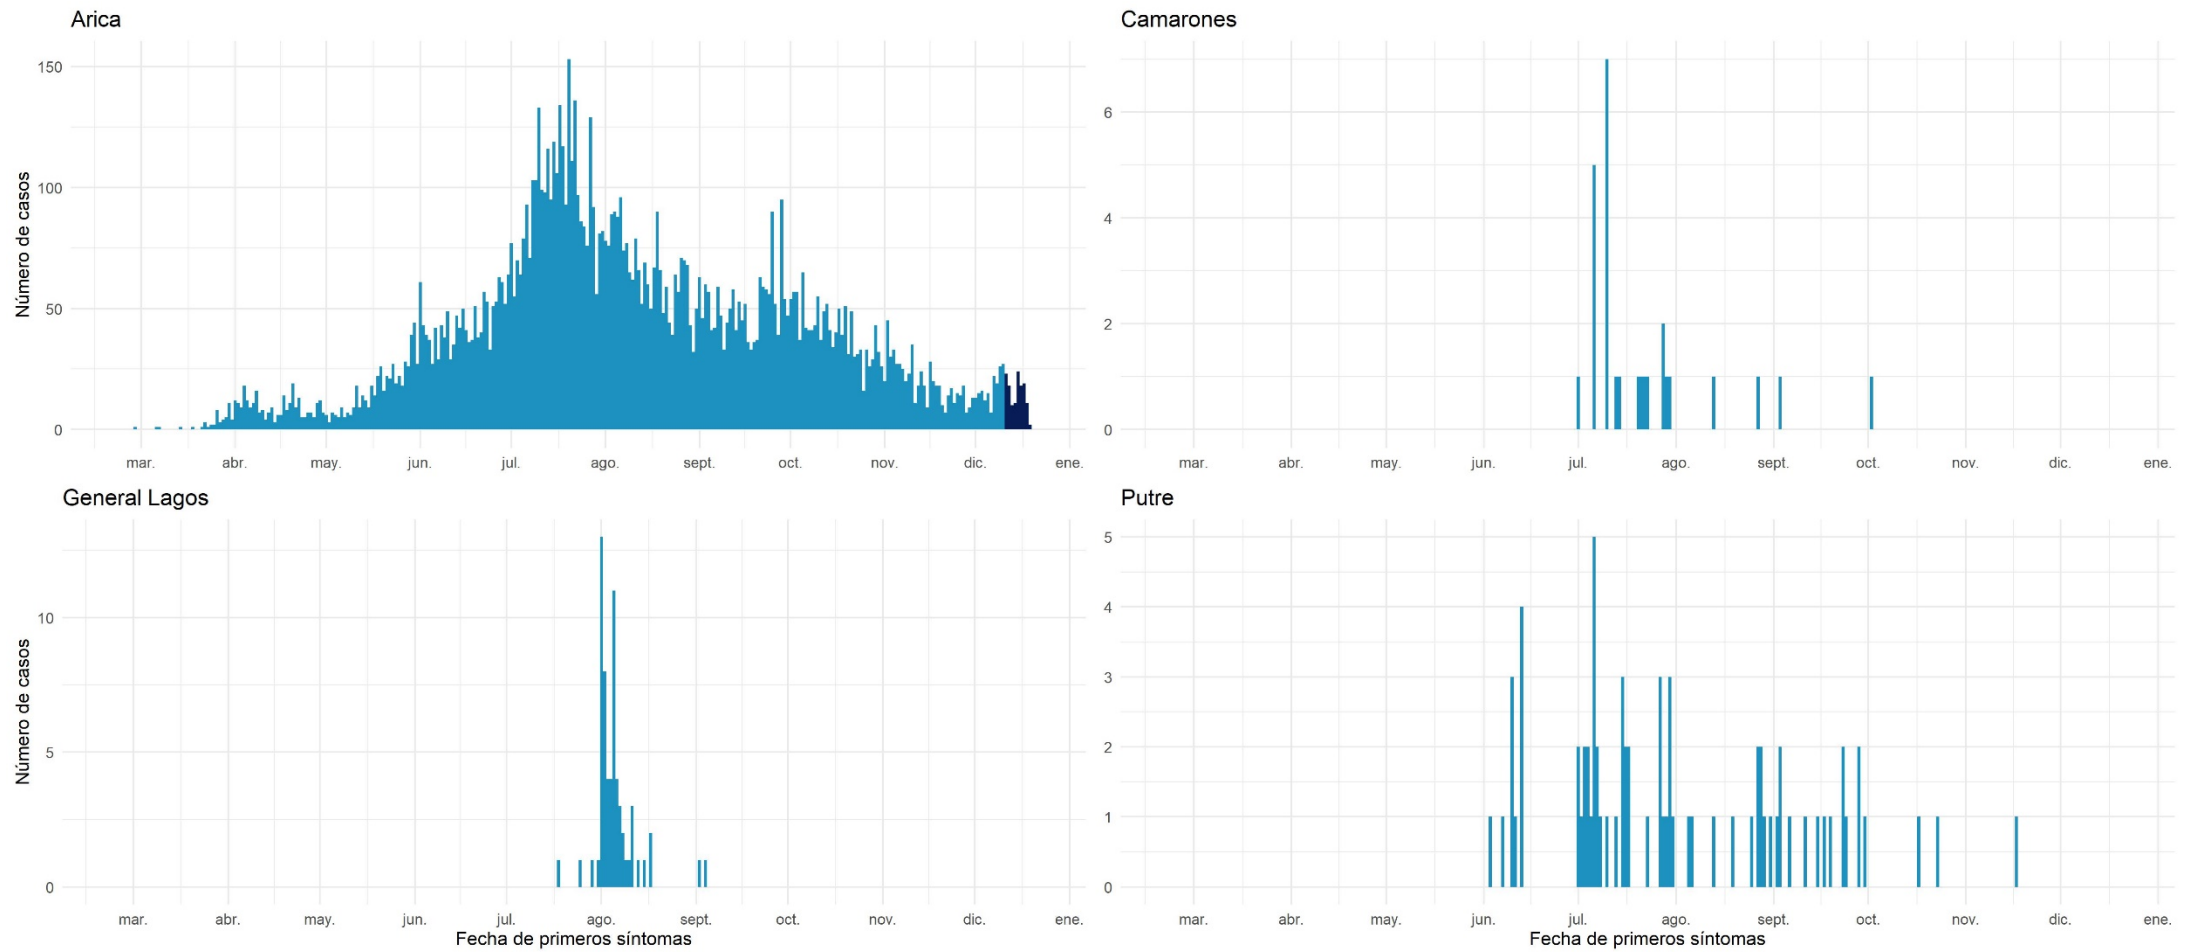 Arica
Número de casos
150
100
50
0
mar. abr. may. jun. jul. ago. sept. oct. nov. dic. ene.
Camarones
6
4
2
0
mar. abr. may. jun. jul. ago. sept. oct. nov. dic. ene.
General Lagos
Número de casos
10
5
0
mar. abr. may. jun. jul. ago. sept. oct. nov. dic. ene.
Fecha de primeros síntomas
Putre
5
4
3
2
1
0
mar. abr. may. jun. jul. ago. sept. oct. nov. dic. ene.
Fecha de primeros síntomas